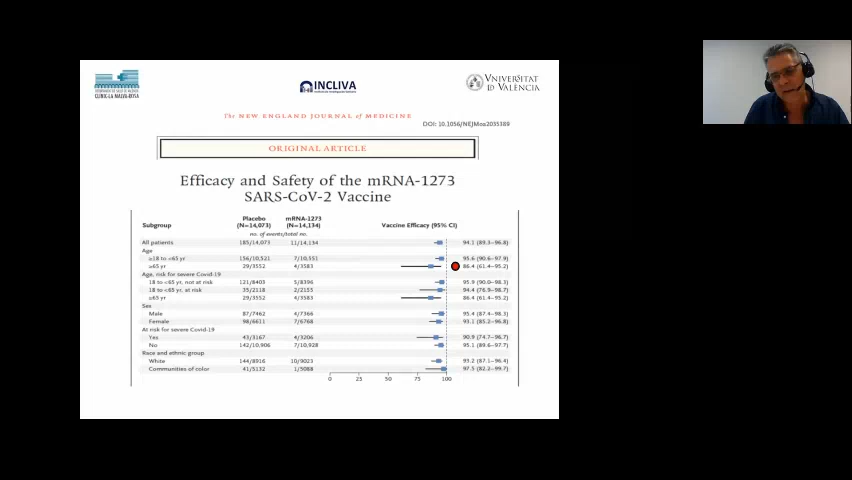 CLÍNIC-LA MALVA-ROSA
INCLIVA
VNIVERSITAT
ID VALÈNCIA
The NEW ENGLAND JOURNAL of MEDICINE
DOI: 10.1056/NEJMoa2035389
ORIGINAL ARTICLE
Efficacy and Safety of the mRNA-1273
SARS-CoV-2 Vaccine
Subgroup Placebo mRNA-1273 Vaccine Efficacy (95% CI)
(N=14,073) (N=14,134)
no. of events/total no.
All patients 185/14,073 11/14,134 94.1 (89.3–96.8)
Age
≥18 to <65 yr 156/10,521 7/10,551 95.6 (90.6–97.9)
≥65 yr 29/3552 4/3583 86.4 (61.4–95.2)
Age, risk for severe Covid-19
18 to <65 yr, not at risk 121/8403 5/8396 95.9 (90.0–98.3)
18 to <65 yr, at risk 35/2118 2/2155 94.4 (76.9–98.7)
≥65 yr 29/3552 4/3583 86.4 (61.4–95.2)
Sex
Male 87/7462 4/7366 95.4 (87.4–98.3)
Female 98/6611 7/6768 93.1 (85.2–96.8)
At risk for severe Covid-19
Yes 43/3167 4/3206 90.9 (74.7–96.7)
No 142/10,906 7/10,928 95.1 (89.6–97.7)
Race and ethnic group
White 144/8916 10/9023 93.2 (87.1–96.4)
Communities of color 41/5132 1/5088 97.5 (82.2–99.7)
0 25 50 75 100